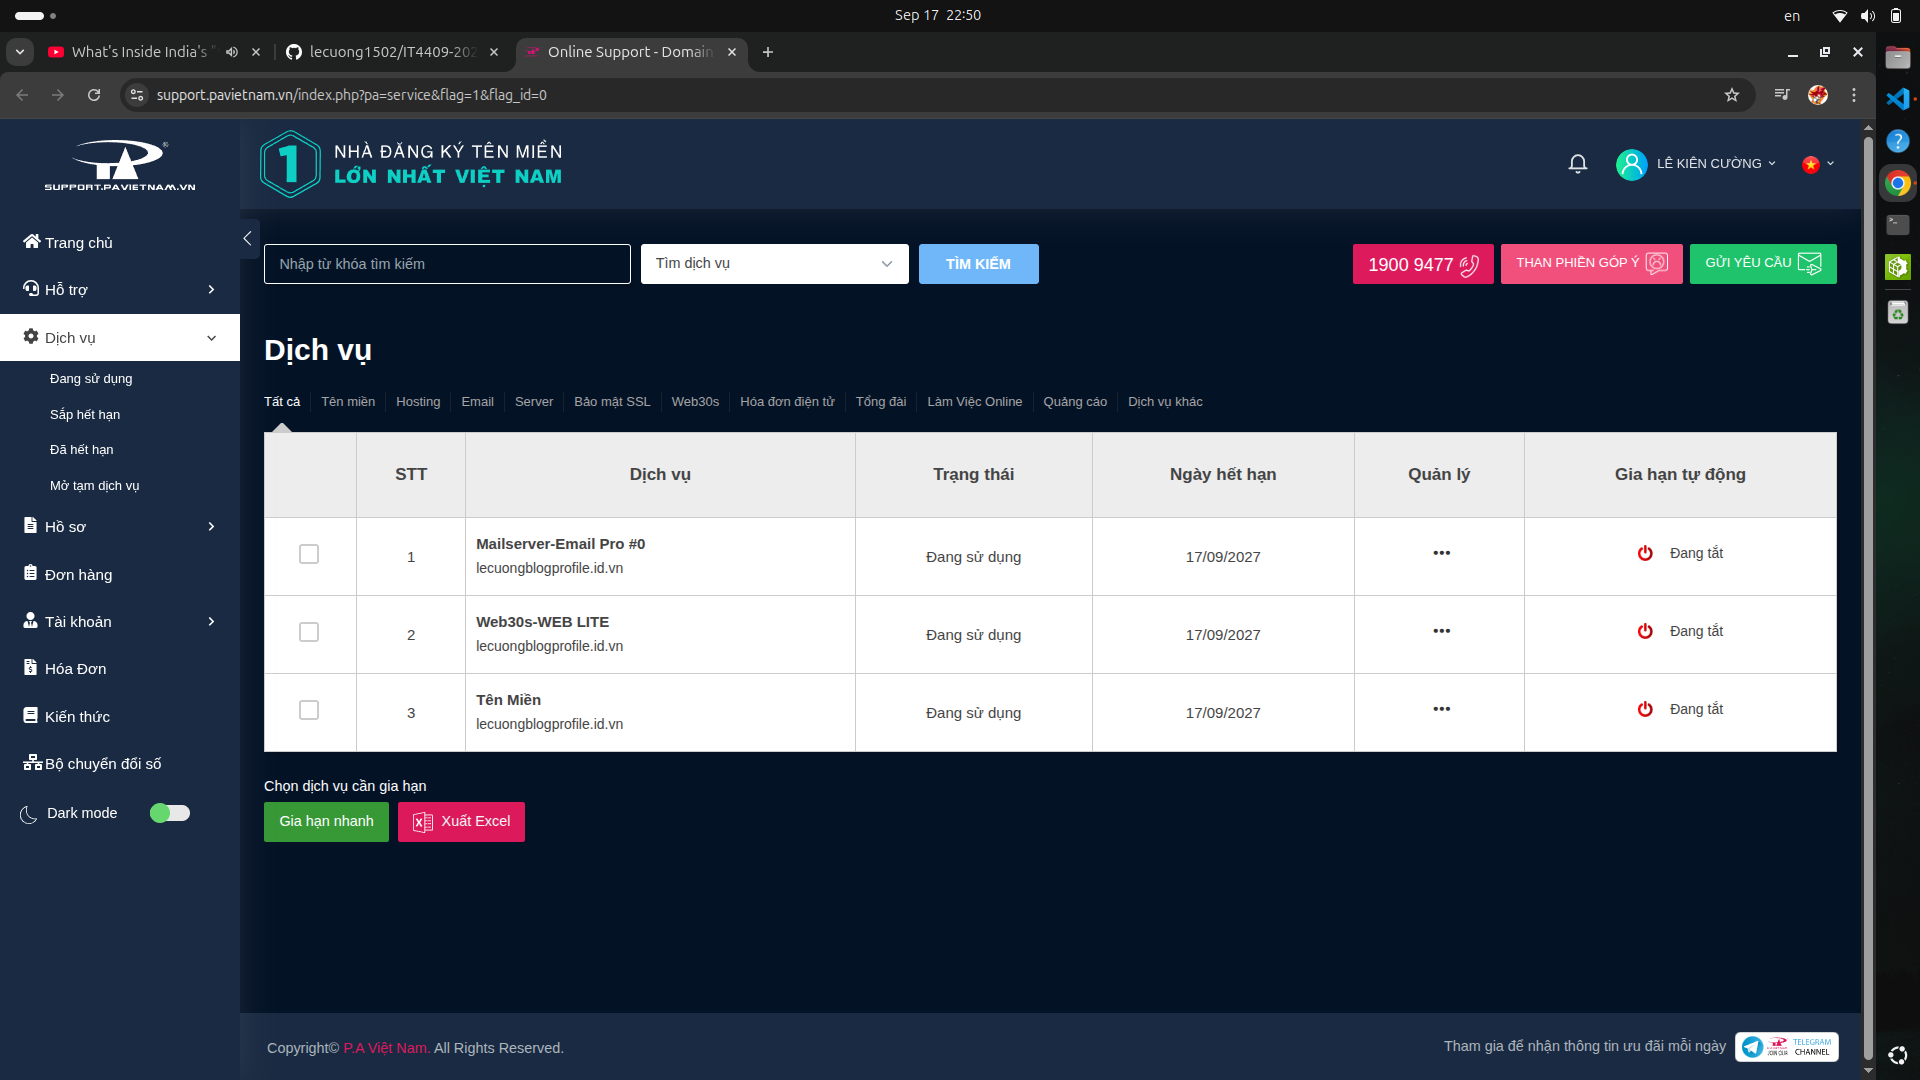 Sep 17 22:50
en
What's Inside India's "
lecuong1502/IT4409-202
Online Support - Domain
support.pavietnam.vn/index.php?pa=service&flag=1&flag_id=0
SUPPORT.PAVIETNAM.VN
1 NHÀ ĐĂNG KÝ TÊN MIỀN
LỚN NHẤT VIỆT NAM
LÊ KIÊN CƯỜNG
Trang chủ
Hỗ trợ
Dịch vụ
Đang sử dụng
Sắp hết hạn
Đã hết hạn
Mở tạm dịch vụ
Hồ sơ
Đơn hàng
Tài khoản
Hóa Đơn
Kiến thức
Bộ chuyển đổi số
Dark mode
Nhập từ khóa tìm kiếm
Tìm dịch vụ
TÌM KIẾM
1900 9477
THAN PHIỀN GÓP Ý
GỬI YÊU CẦU
Dịch vụ
Tất cả Tên miền Hosting Email Server Bảo mật SSL Web30s Hóa đơn điện tử Tổng đài Làm Việc Online Quảng cáo Dịch vụ khác
STT Dịch vụ Trạng thái Ngày hết hạn Quản lý Gia hạn tự động
1 Mailserver-Email Pro #0 Đang sử dụng 17/09/2027 ••• Đang tắt
lecuongblogprofile.id.vn
2 Web30s-WEB LITE Đang sử dụng 17/09/2027 ••• Đang tắt
lecuongblogprofile.id.vn
3 Tên Miền Đang sử dụng 17/09/2027 ••• Đang tắt
lecuongblogprofile.id.vn
Chọn dịch vụ cần gia hạn
Gia hạn nhanh
Xuất Excel
Copyright© P.A Việt Nam. All Rights Reserved.
Tham gia để nhận thông tin ưu đãi mỗi ngày
JOIN OUR
TELEGRAM
CHANNEL